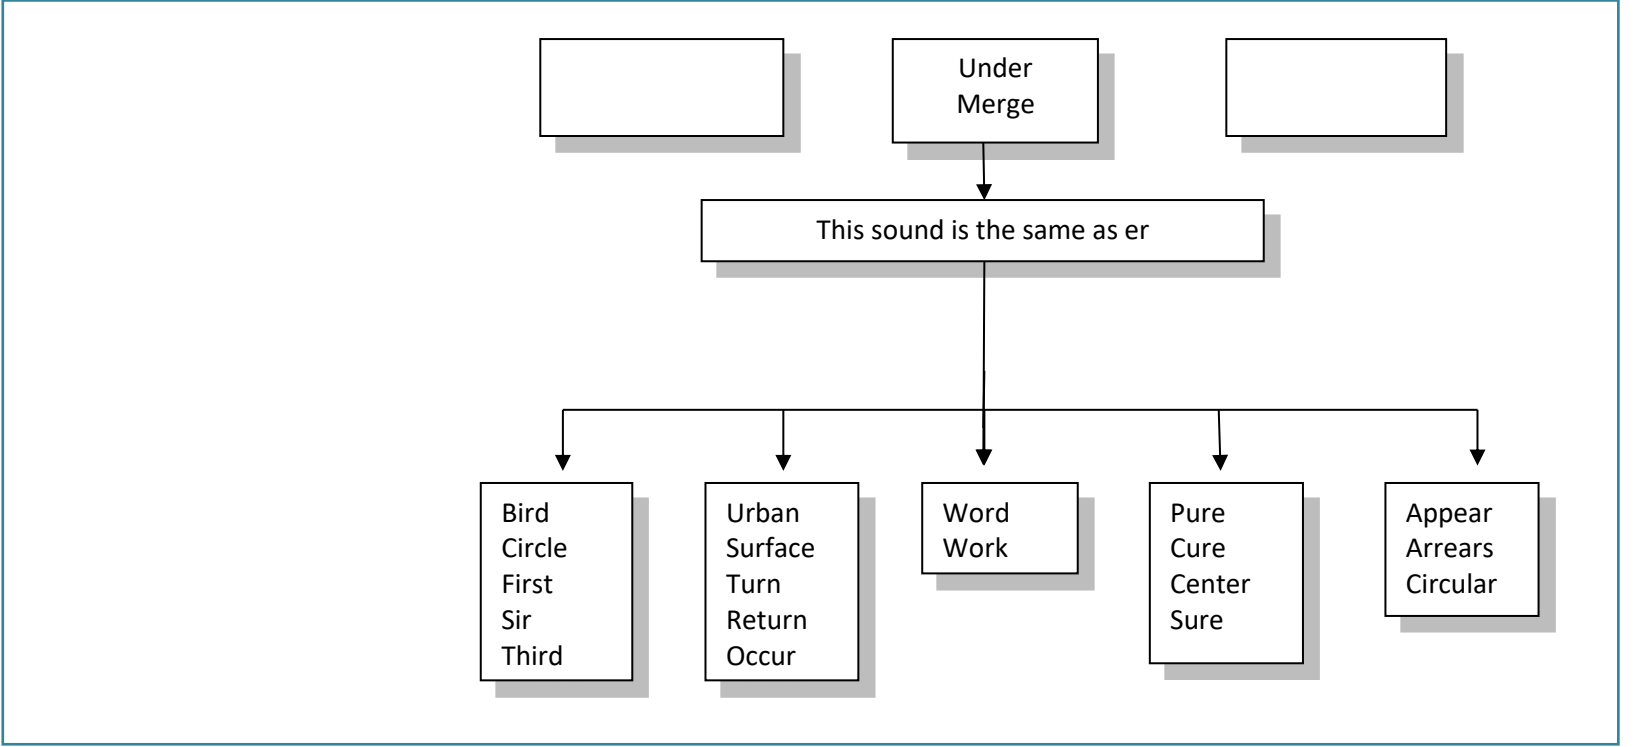 Under
Merge
This sound is the same as er
Bird
Circle
First
Sir
Third
Urban
Surface
Turn
Return
Occur
Word
Work
Pure
Cure
Center
Sure
Appear
Arrears
Circular